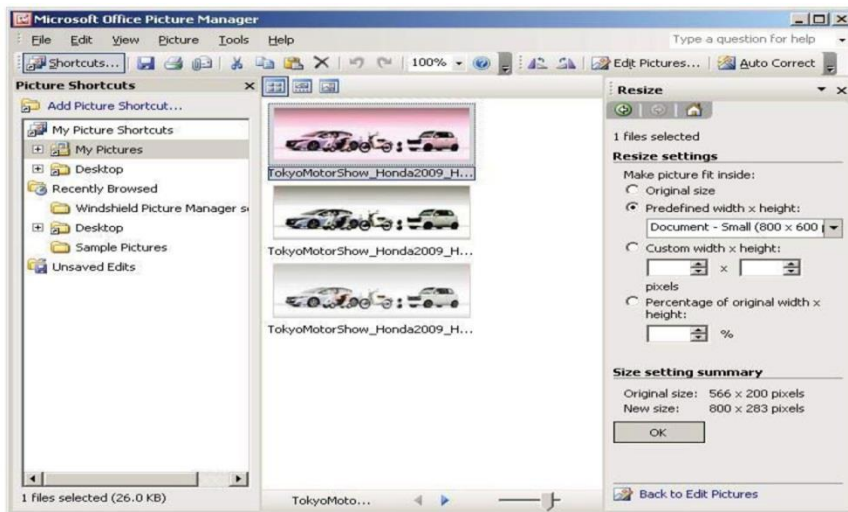 Microsoft Office Picture Manager
File Edit View Picture Tools Help
Type a question for help
Shortcuts...
100%
Edit Pictures...
Auto Correct
Picture Shortcuts
Add Picture Shortcut...
My Picture Shortcuts
My Pictures
Desktop
Recently Browsed
Windshield Picture Manager s
Desktop
Sample Pictures
Unsaved Edits
1 files selected (26.0 KB)
TokyoMotorShow_Honda2009_H...
TokyoMotorShow_Honda2009_H...
TokyoMotorShow_Honda2009_H...
TokyoMoto...
Resize
1 files selected
Resize settings
Make picture fit inside:
Original size
Predefined width x height:
Document - Small (800 x 600
Custom width x height:
x
pixels
Percentage of original width x
height:
%
Size setting summary
Original size: 566 x 200 pixels
New size: 800 x 283 pixels
OK
Back to Edit Pictures